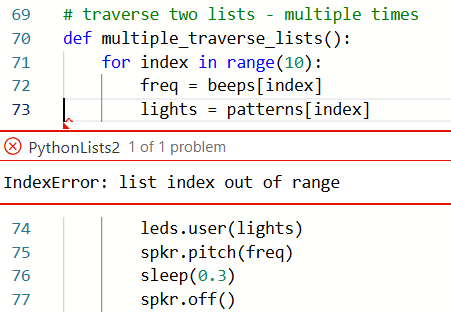 69 # traverse two lists - multiple times
70 def multiple_traverse_lists():
71 for index in range(10):
72 freq = beeps[index]
73 lights = patterns[index]
PythonLists2 1 of 1 problem
IndexError: list index out of range
74 leds.user(lights)
75 spkr.pitch(freq)
76 sleep(0.3)
77 spkr.off()